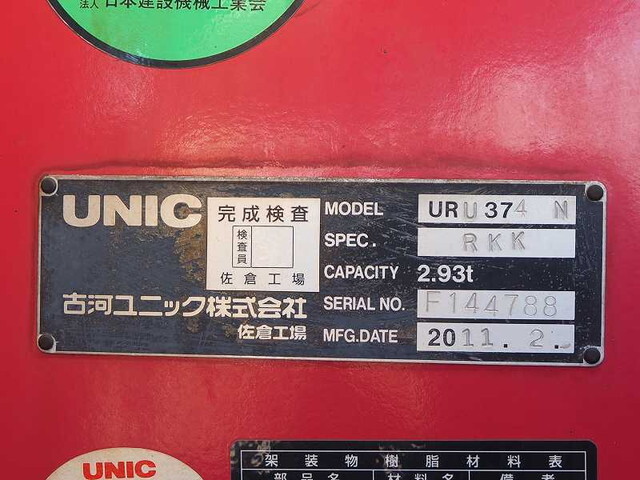 法人 日本建設機械工業会
UNIC
完成検査
検査員
佐倉工場
古河ユニック株式会社
佐倉工場
MODEL URU374 N
SPEC. RKK
CAPACITY 2.93t
SERIAL NO. F144788
MFG.DATE 2011.2.
UNIC
架装物樹脂材料表
部品名 材料名 備考